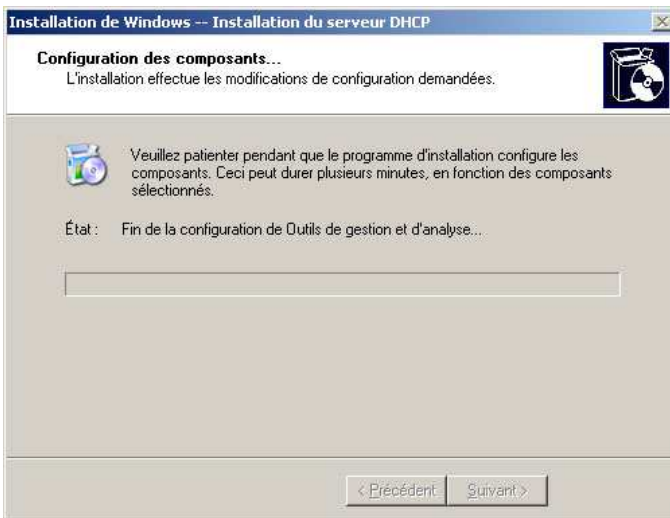 Installation de Windows -- Installation du serveur DHCP
Configuration des composants...
L'installation effectue les modifications de configuration demandées.
Veuillez patienter pendant que le programme d'installation configure les
composants. Ceci peut durer plusieurs minutes, en fonction des composants
sélectionnés.
État : Fin de la configuration de Outils de gestion et d'analyse...
< Précédent Suivant >